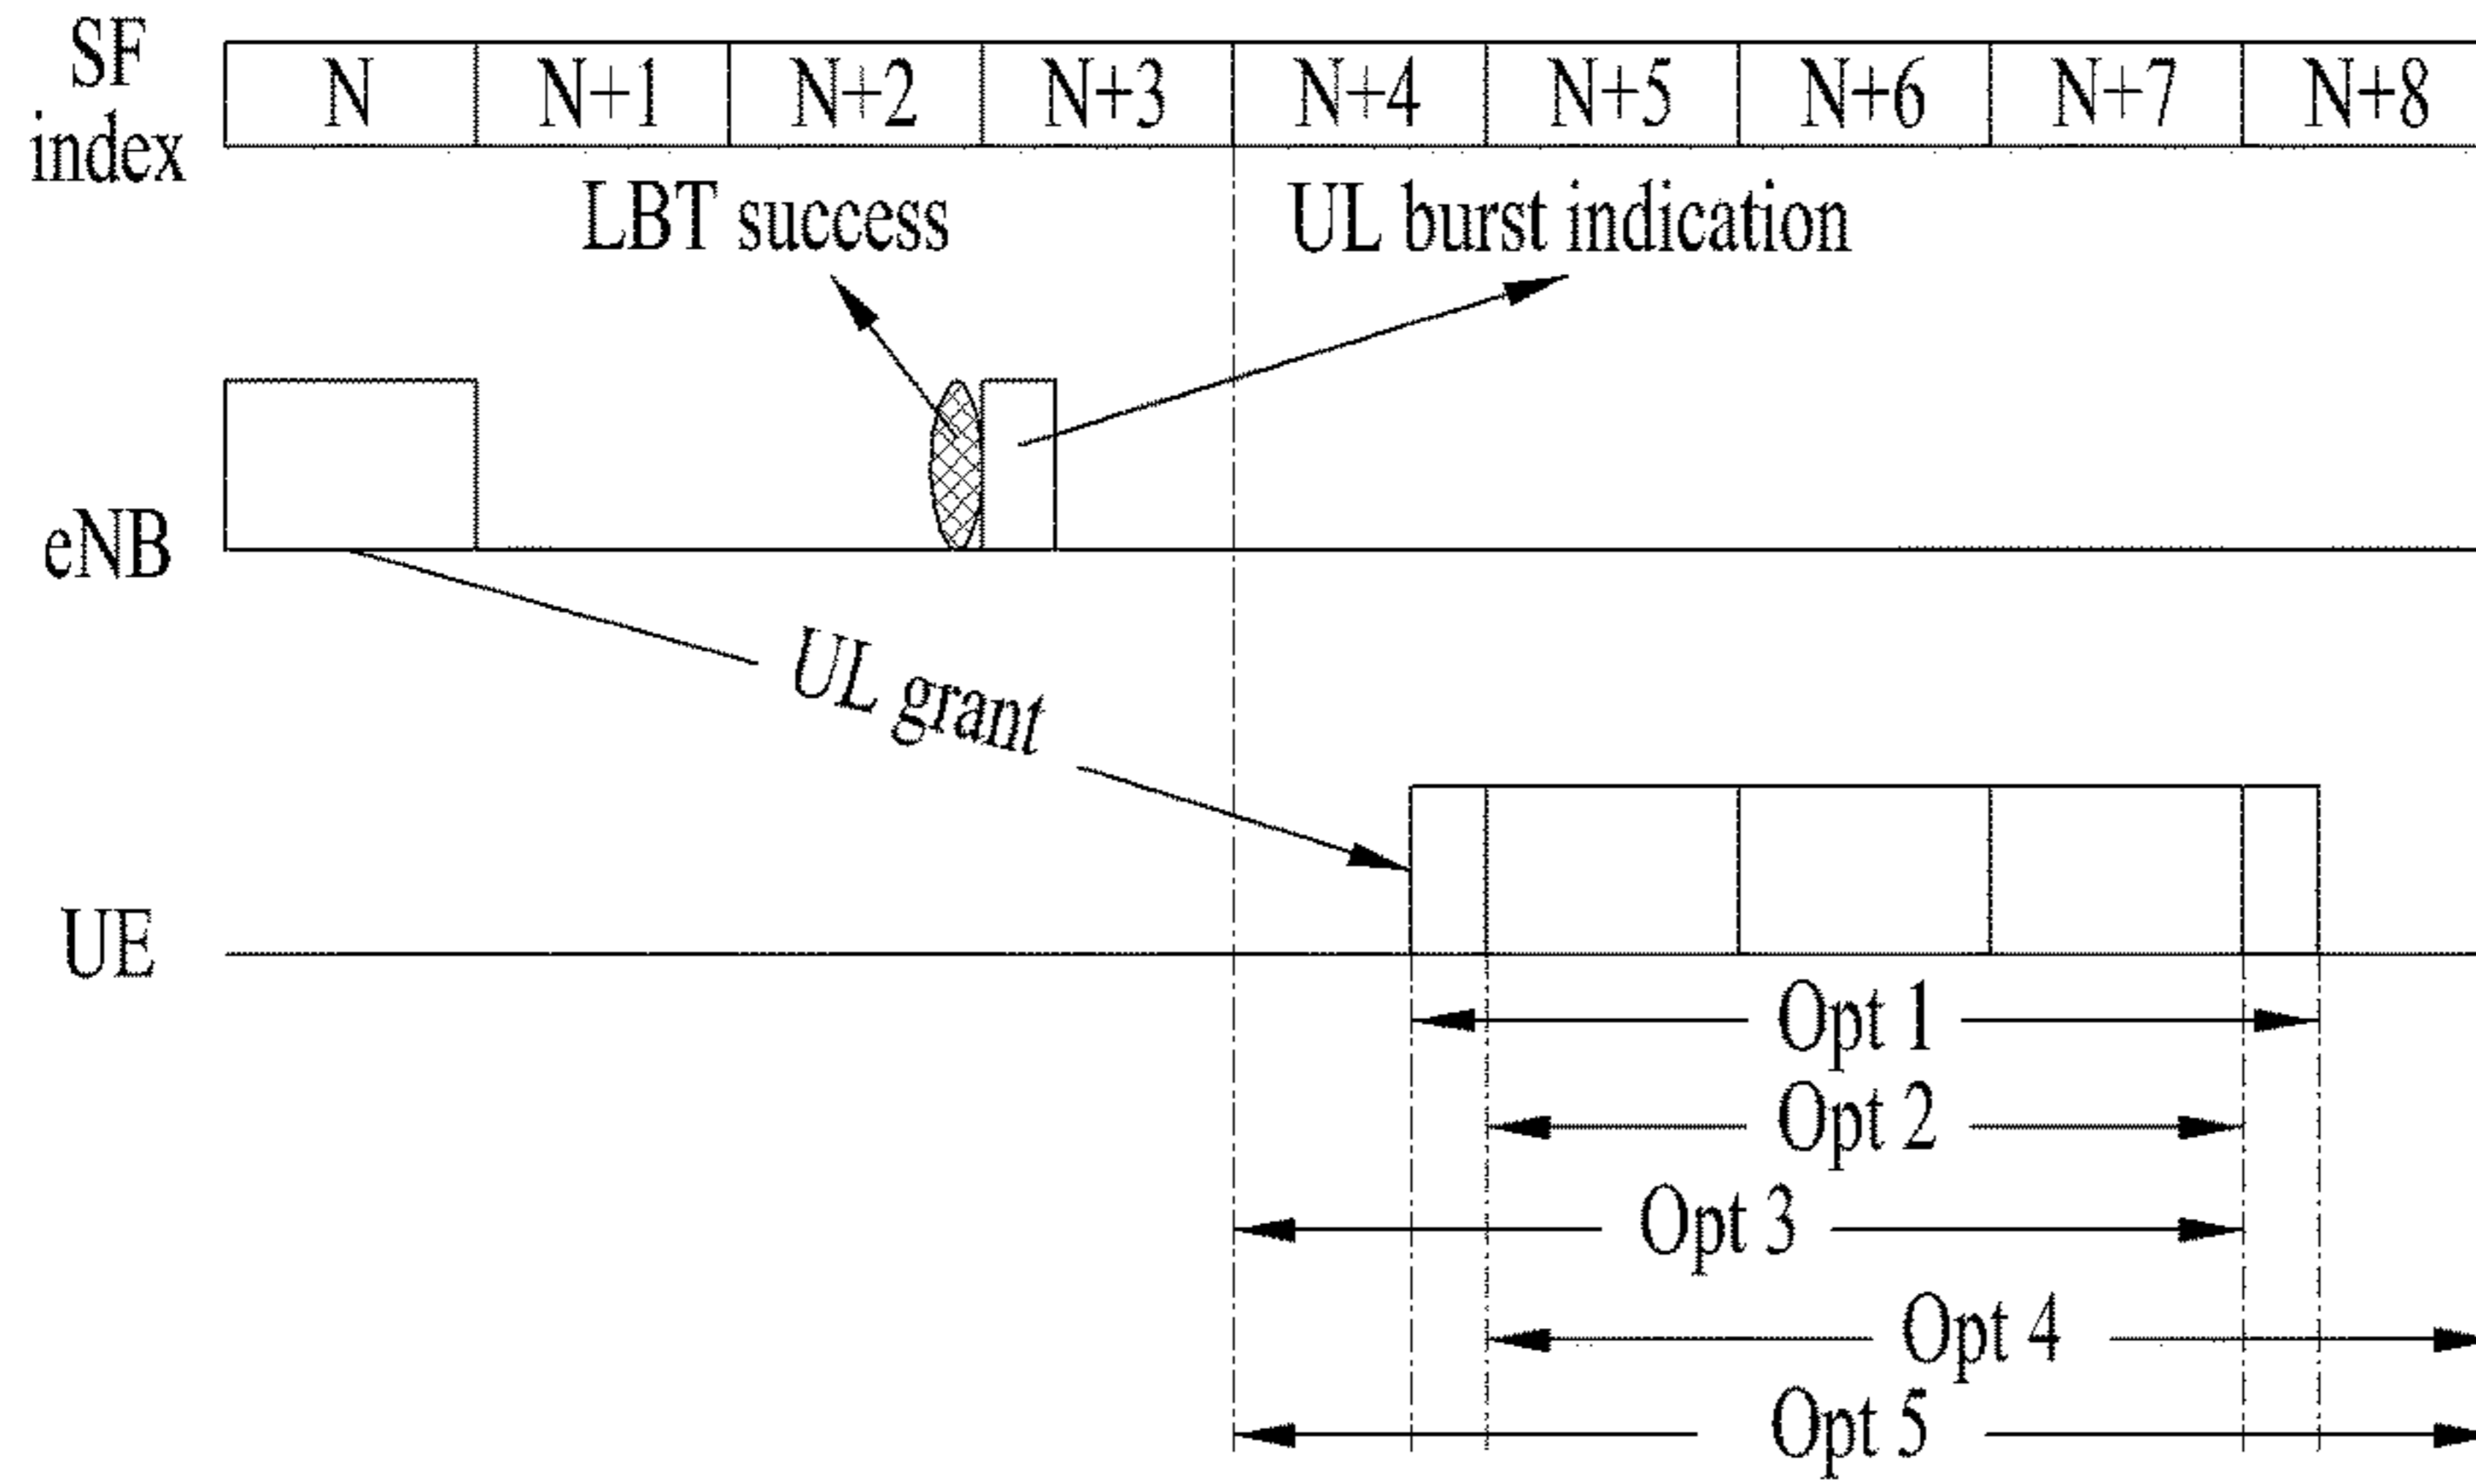 SF
index
N N+1 N+2 N+3 N+4 N+5 N+6 N+7 N+8
LBT success
UL burst indication
eNB
UL grant
UE
Opt 1
Opt 2
Opt 3
Opt 4
Opt 5